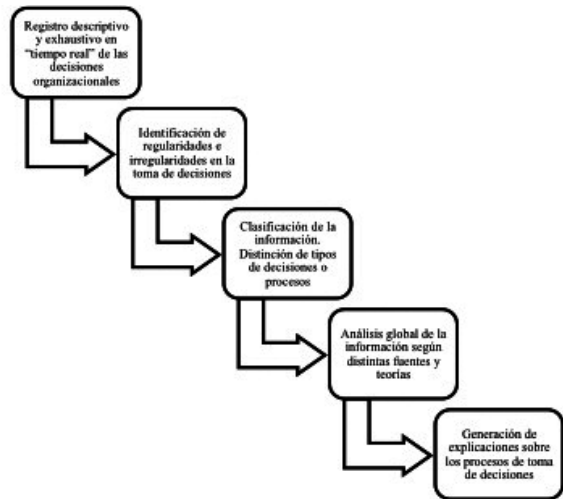 Registro descriptivo
y exhaustivo en
“tiempo real” de las
decisiones
organizacionales
Identificación de
regularidades e
irregularidades en la
toma de decisiones
Clasificación de la
información.
Distinción de tipos
de decisiones o
procesos
Análisis global de la
información según
distintas fuentes y
teorías
Generación de
explicaciones sobre
los procesos de toma
de decisiones